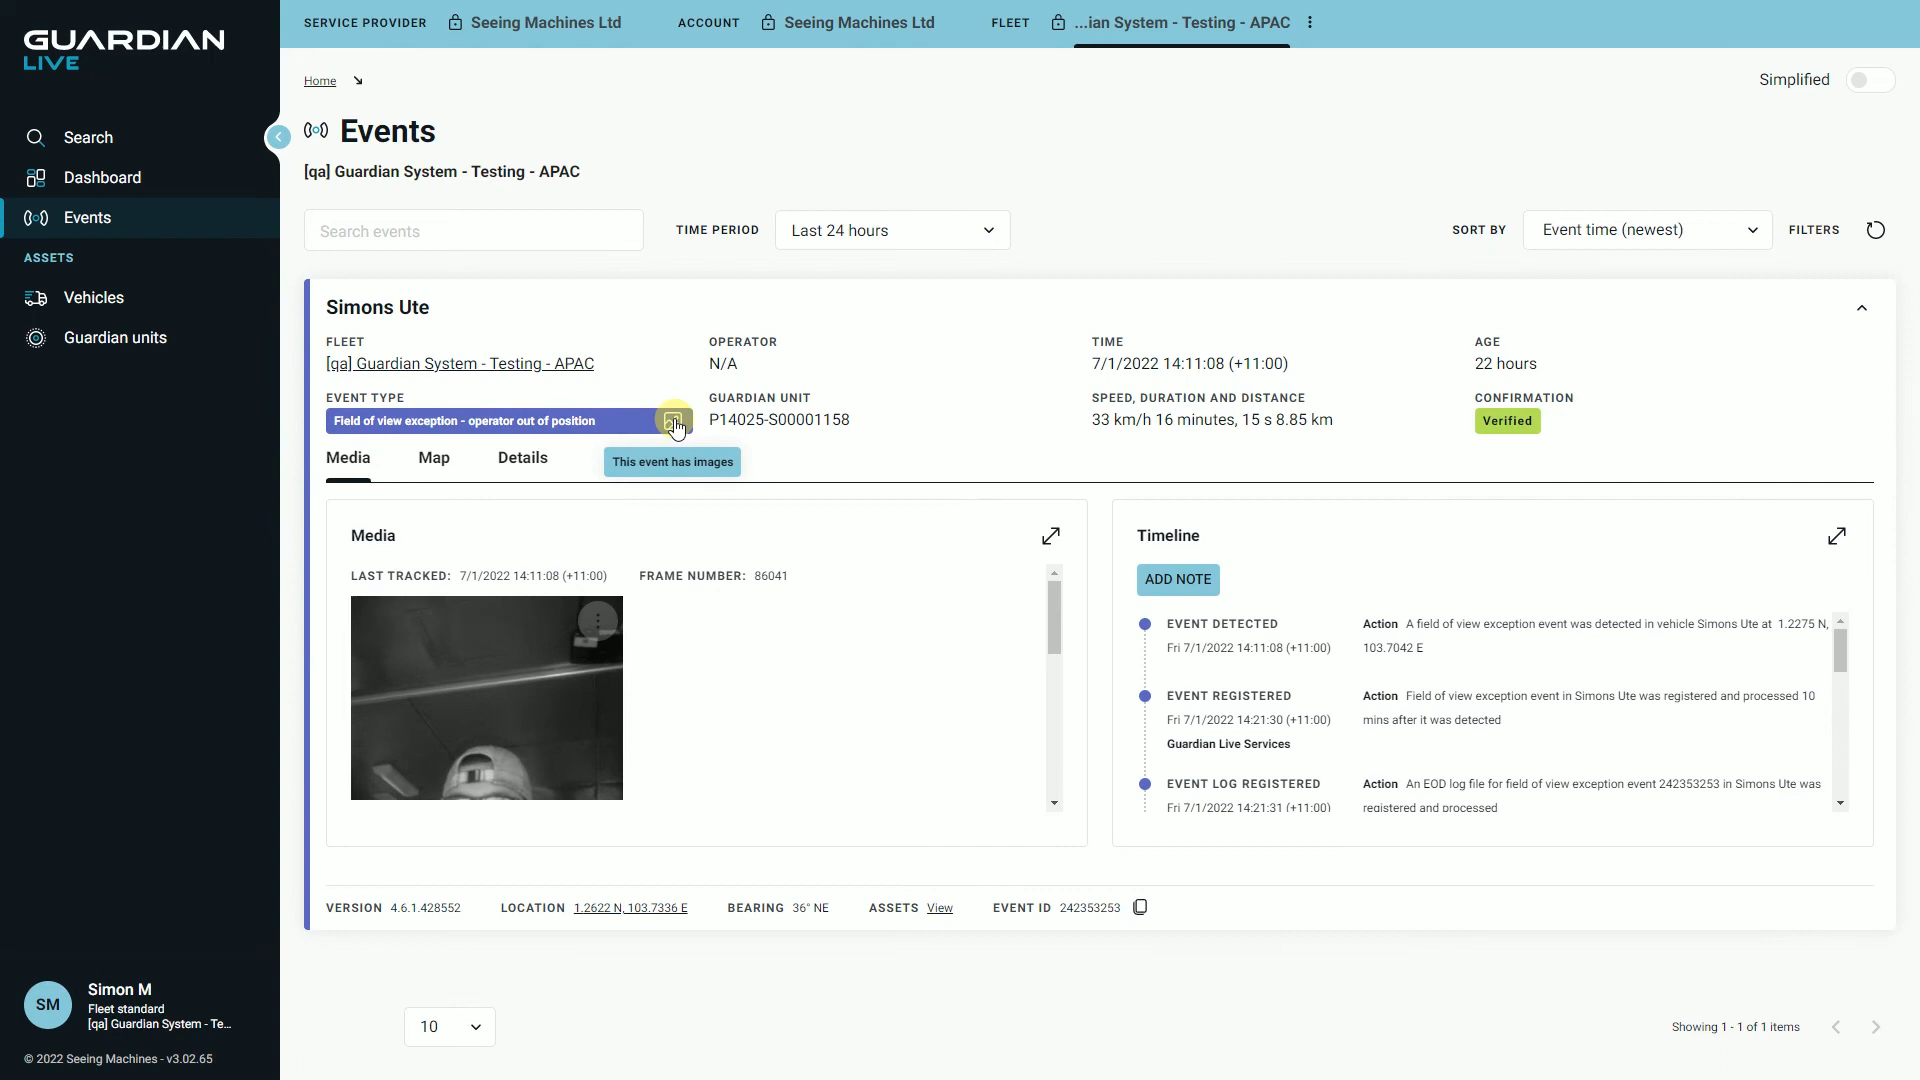 GUARDIAN
LIVE
SERVICE PROVIDER Seeing Machines Ltd ACCOUNT Seeing Machines Ltd FLEET ...ian System - Testing - APAC
Home
Simplified
Search
Dashboard
Events
ASSETS
Vehicles
Guardian units
Events
[qa] Guardian System - Testing - APAC
Search events TIME PERIOD Last 24 hours SORT BY Event time (newest) FILTERS
Simons Ute
FLEET OPERATOR TIME AGE
[qa] Guardian System - Testing - APAC N/A 7/1/2022 14:11:08 (+11:00) 22 hours
EVENT TYPE GUARDIAN UNIT SPEED, DURATION AND DISTANCE CONFIRMATION
Field of view exception - operator out of position P14025-S00001158 33 km/h 16 minutes, 15 s 8.85 km Verified
Media Map Details This event has images
Media
LAST TRACKED: 7/1/2022 14:11:08 (+11:00) FRAME NUMBER: 86041
Timeline
ADD NOTE
EVENT DETECTED Action A field of view exception event was detected in vehicle Simons Ute at 1.2275 N,
Fri 7/1/2022 14:11:08 (+11:00) 103.7042 E
EVENT REGISTERED Action Field of view exception event in Simons Ute was registered and processed 10
Fri 7/1/2022 14:21:30 (+11:00) mins after it was detected
Guardian Live Services
EVENT LOG REGISTERED Action An EOD log file for field of view exception event 242353253 in Simons Ute was
Fri 7/1/2022 14:21:31 (+11:00) registered and processed
VERSION 4.6.1.428552 LOCATION 1.2622 N, 103.7336 E BEARING 36° NE ASSETS View EVENT ID 242353253
10 Showing 1 - 1 of 1 items
SM
Simon M
Fleet standard
[qa] Guardian System - Te...
© 2022 Seeing Machines - v3.02.65